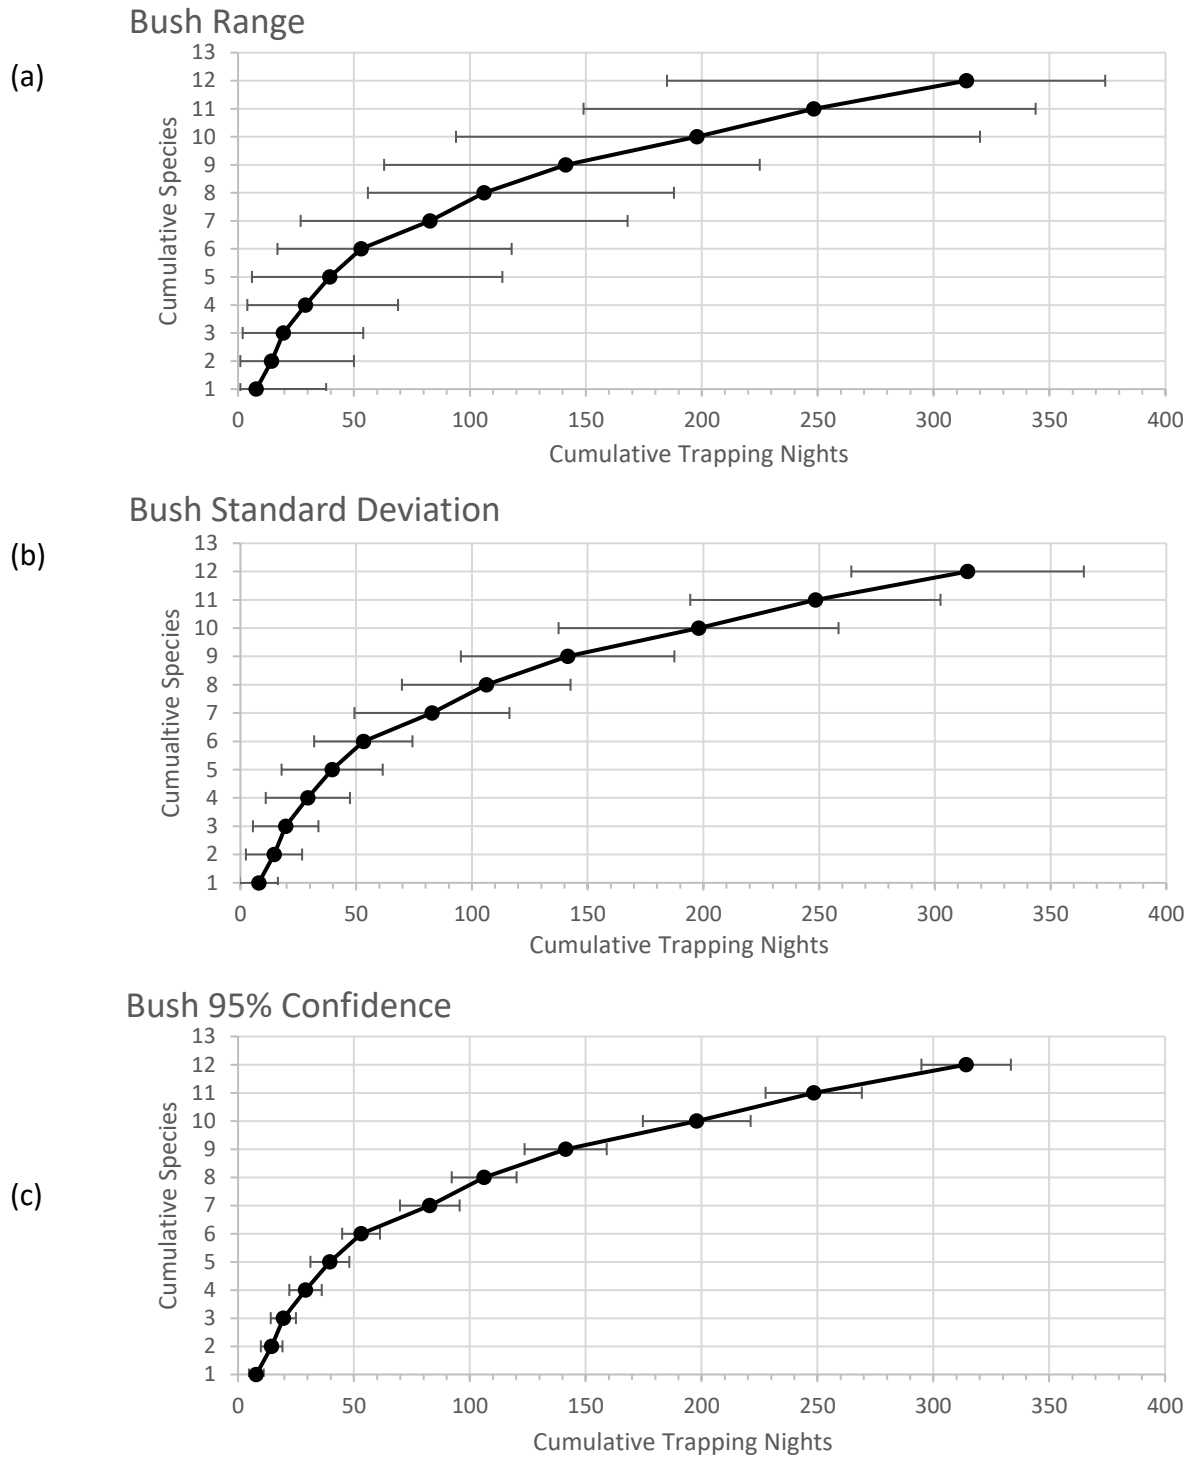 Bush Range
(a)
13
12
11
10
9
8
7
6
5
4
3
2
1
Cumulative Species
0 50 100 150 200 250 300 350 400
Cumulative Trapping Nights
Bush Standard Deviation
(b)
13
12
11
10
9
8
7
6
5
4
3
2
1
Cumualtive Species
0 50 100 150 200 250 300 350 400
Cumulative Trapping Nights
Bush 95% Confidence
(c)
13
12
11
10
9
8
7
6
5
4
3
2
1
Cumulative Species
0 50 100 150 200 250 300 350 400
Cumulative Trapping Nights